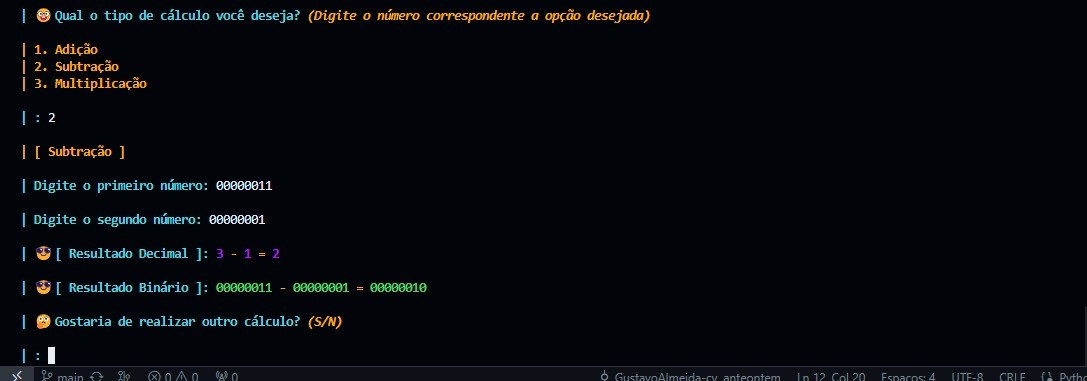 | 🤓 Qual o tipo de cálculo você deseja? (Digite o número correspondente a opção desejada)
| 1. Adição
| 2. Subtração
| 3. Multiplicação
| : 2
| [ Subtração ]
| Digite o primeiro número: 00000011
| Digite o segundo número: 00000001
| 😎 [ Resultado Decimal ]: 3 - 1 = 2
| 😎 [ Resultado Binário ]: 00000011 - 00000001 = 00000010
| 🤔 Gostaria de realizar outro cálculo? (S/N)
| :
main 0 0 0 GustavoAlmeida-cy, anteontem Ln 12, Col 20 Espaços: 4 UTF-8 CRLF